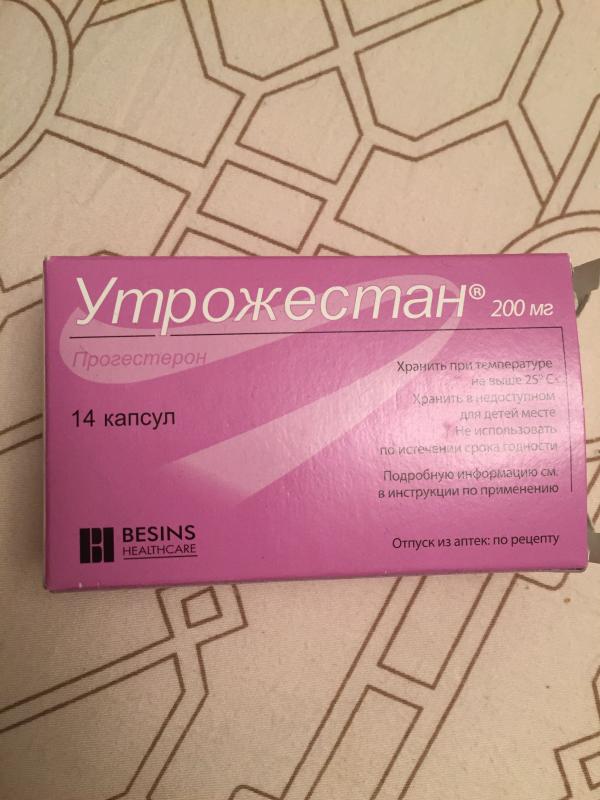 Утрожестан® 200 мг
Прогестерон
14 капсул
Хранить при температуре
не выше 25° С
Хранить в недоступном
для детей месте
Не использовать
по истечении срока годности
Подробную информацию см.
в инструкции по применению
BESINS
HEALTHCARE
Отпуск из аптек: по рецепту